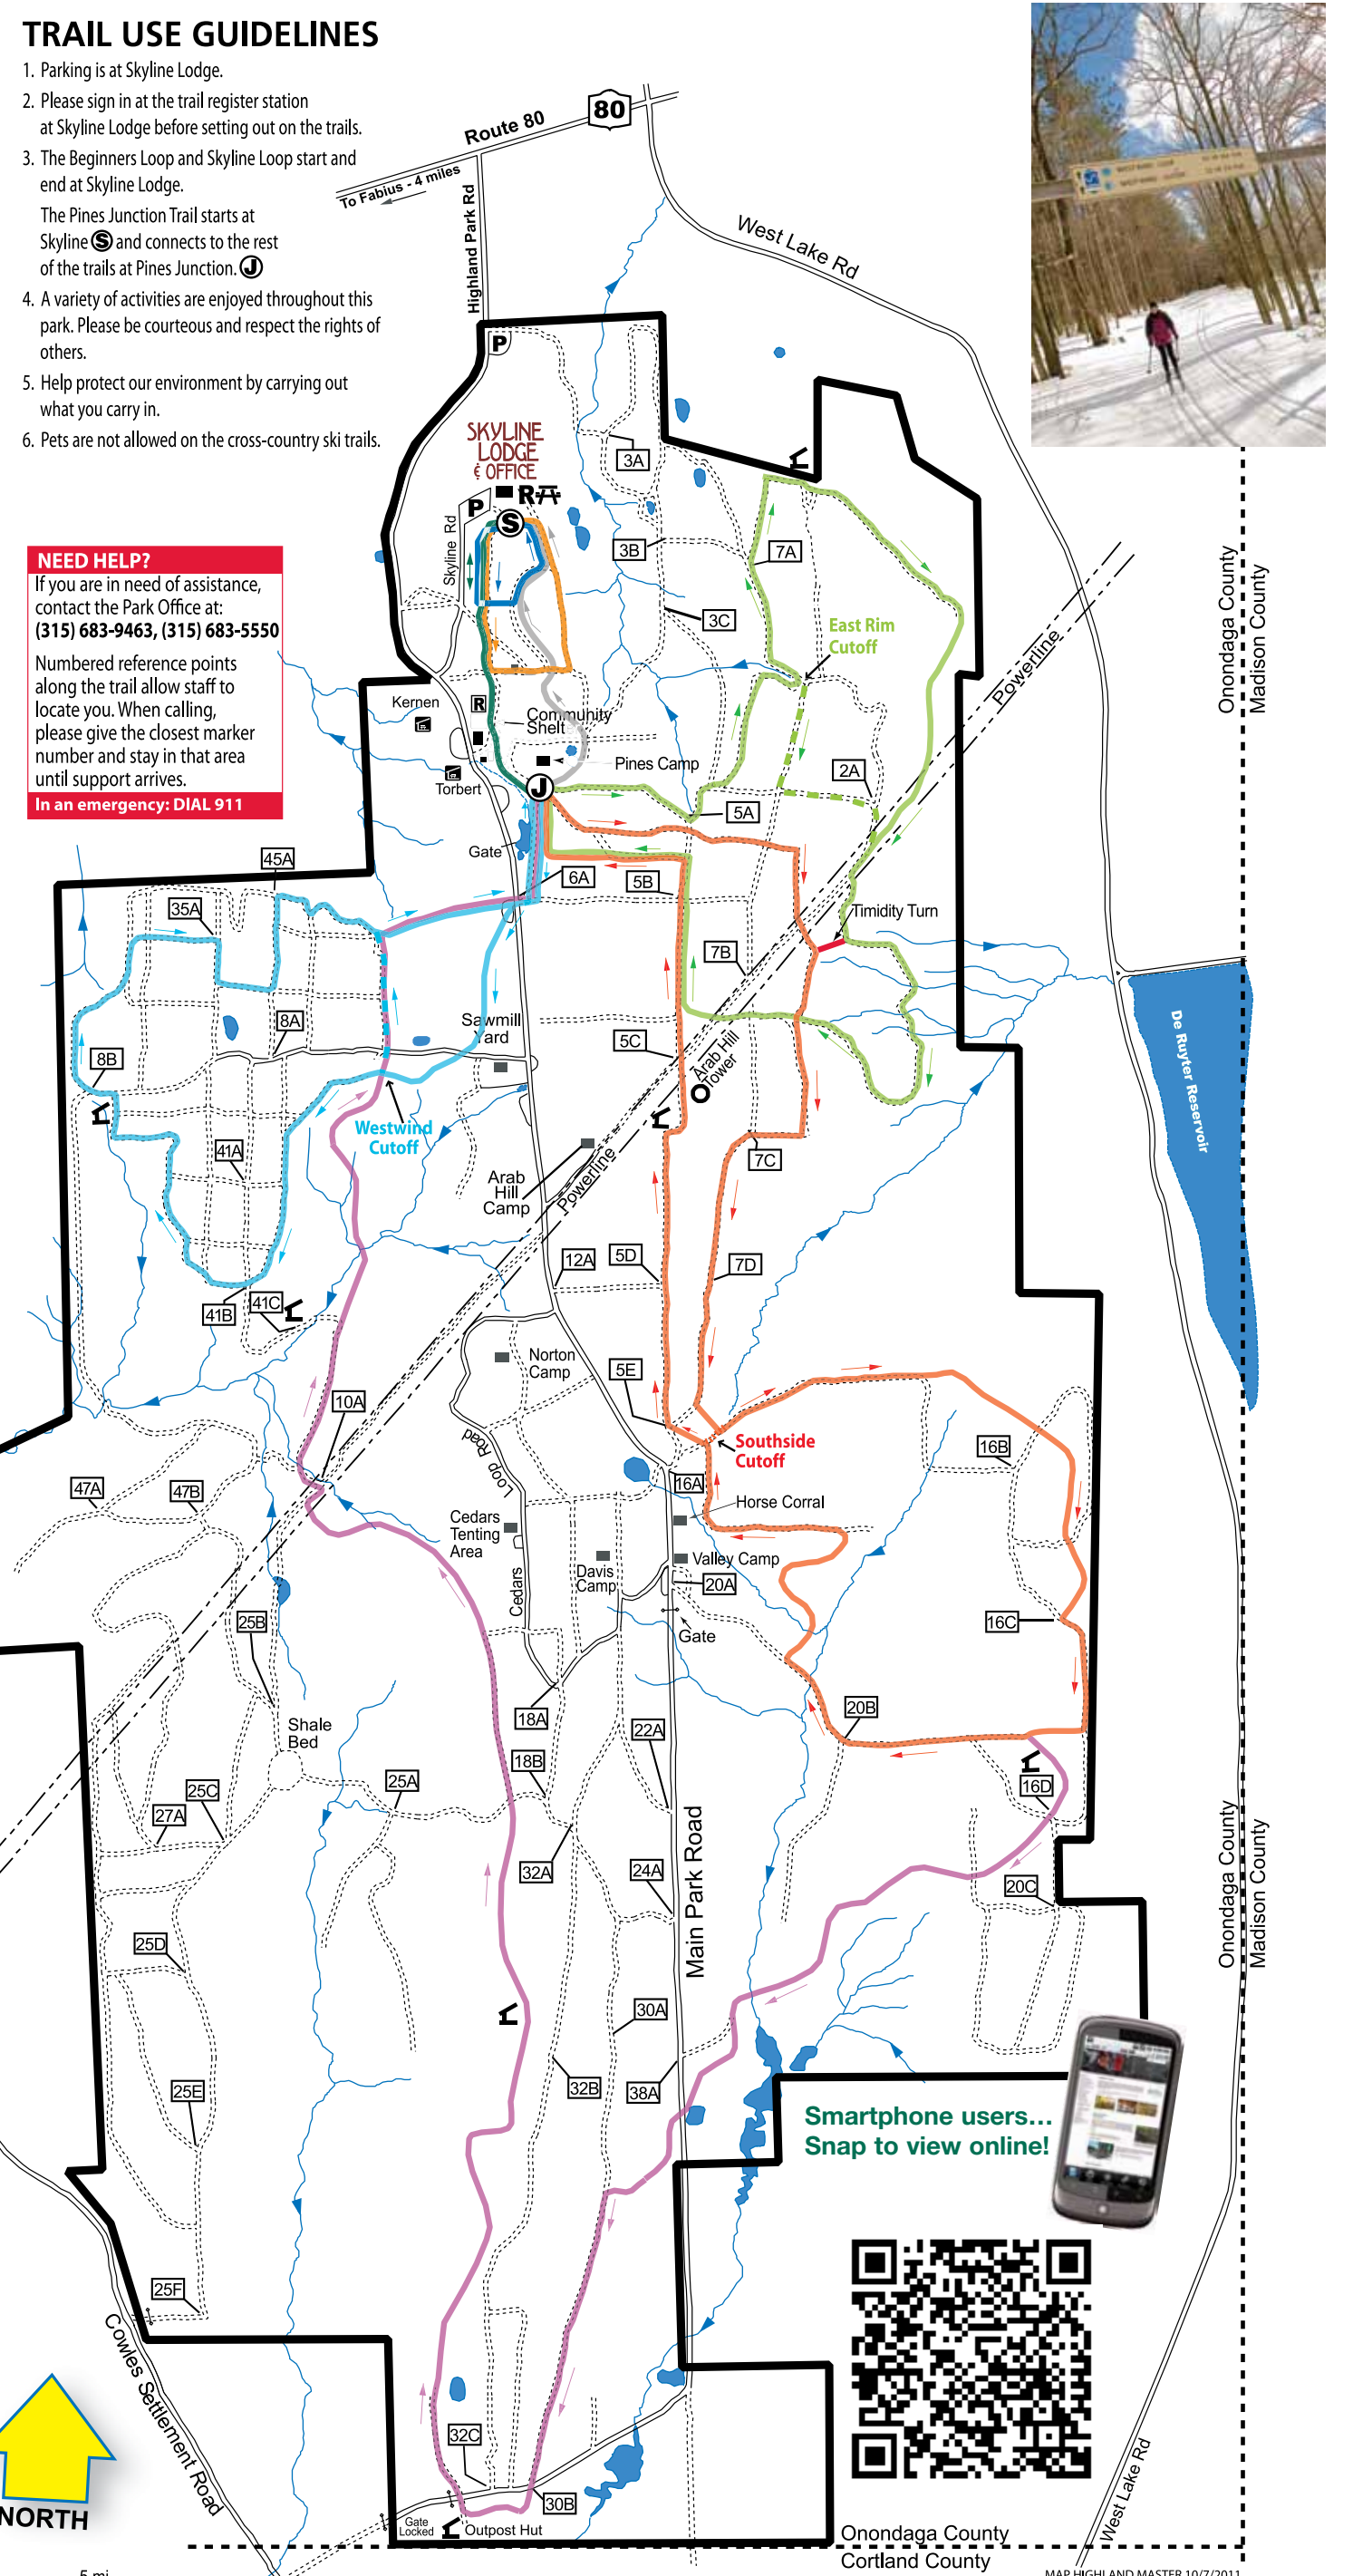 TRAIL USE GUIDELINES
1. Parking is at Skyline Lodge.
2. Please sign in at the trail register station
at Skyline Lodge before setting out on the trails.
3. The Beginners Loop and Skyline Loop start and
end at Skyline Lodge.
The Pines Junction Trail starts at
Skyline S and connects to the rest
of the trails at Pines Junction. J
4. A variety of activities are enjoyed throughout this
park. Please be courteous and respect the rights of
others.
5. Help protect our environment by carrying out
what you carry in.
6. Pets are not allowed on the cross-country ski trails.
80
Route 80
To Fabius - 4 miles
Highland Park Rd
West Lake Rd
P
SKYLINE
LODGE
& OFFICE
3A
P
R
S
Skyline Rd
3B
7A
3C
NEED HELP?
If you are in need of assistance,
contact the Park Office at:
(315) 683-9463, (315) 683-5550
Numbered reference points
along the trail allow staff to
locate you. When calling,
please give the closest marker
number and stay in that area
until support arrives.
In an emergency: DIAL 911
East Rim
Cutoff
Powerline
Onondaga County
Madison County
Kernen
R
Community
Shelt
Pines Camp
Torbert
J
2A
5A
Gate
45A
6A
5B
35A
Timidity Turn
7B
8A
Sawmill
Yard
5C
Arab Hill
Tower
8B
De Ruyter Reservoir
Westwind
Cutoff
41A
7C
Arab
Hill
Camp
Powerline
12A
5D
7D
41B
41C
Norton
Camp
5E
10A
Loop Road
Southside
Cutoff
16B
47A
47B
16A
Horse Corral
Cedars
Tenting
Area
Davis
Camp
Valley Camp
20A
Cedars
25B
Gate
16C
18A
20B
Shale
Bed
22A
18B
25A
16D
25C
27A
32A
24A
Main Park Road
20C
Onondaga County
Madison County
25D
30A
25E
32B
38A
Smartphone users…
Snap to view online!
25F
Cowles Settlement Road
32C
30B
NORTH
Gate
Locked
Outpost Hut
West Lake Rd
Onondaga County
Cortland County
.5 mi
MAP HIGHLAND MASTER 10/7/2011